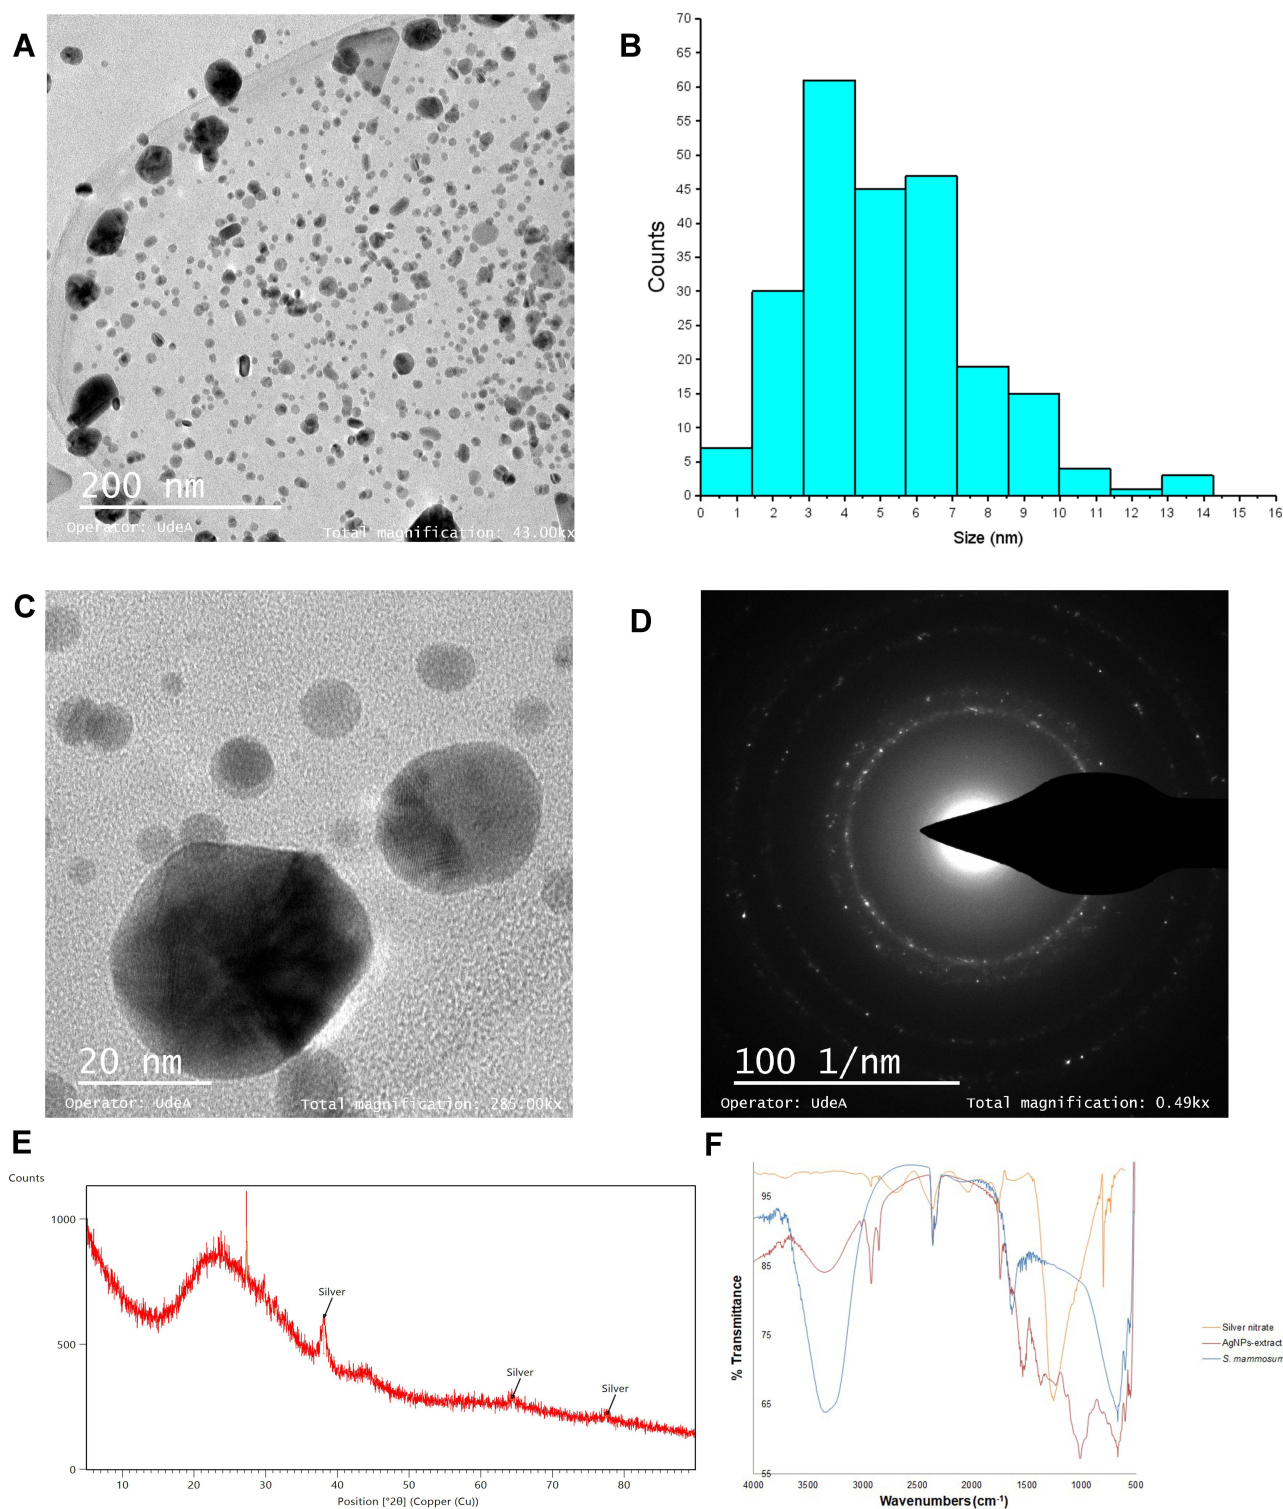 A
200 nm
Operator: UdeA
Total magnification: 43.00kx
B
70
65
60
55
50
45
40
35
30
25
20
15
10
5
0
Counts
0 1 2 3 4 5 6 7 8 9 10 11 12 13 14 15 16
Size (nm)
C
20 nm
Operator: UdeA
Total magnification: 285.00kx
D
100 1/nm
Operator: UdeA
Total magnification: 0.49kx
E
Counts
1000
500
0
Silver
Silver
Silver
10 20 30 40 50 60 70 80
Position [°2θ] (Copper (Cu))
F
95
85
75
65
55
% Transmittance
4000 3500 3000 2500 2000 1500 1000 500
Wavenumbers (cm-1)
Silver nitrate
AgNPs-extract
S. mammosum